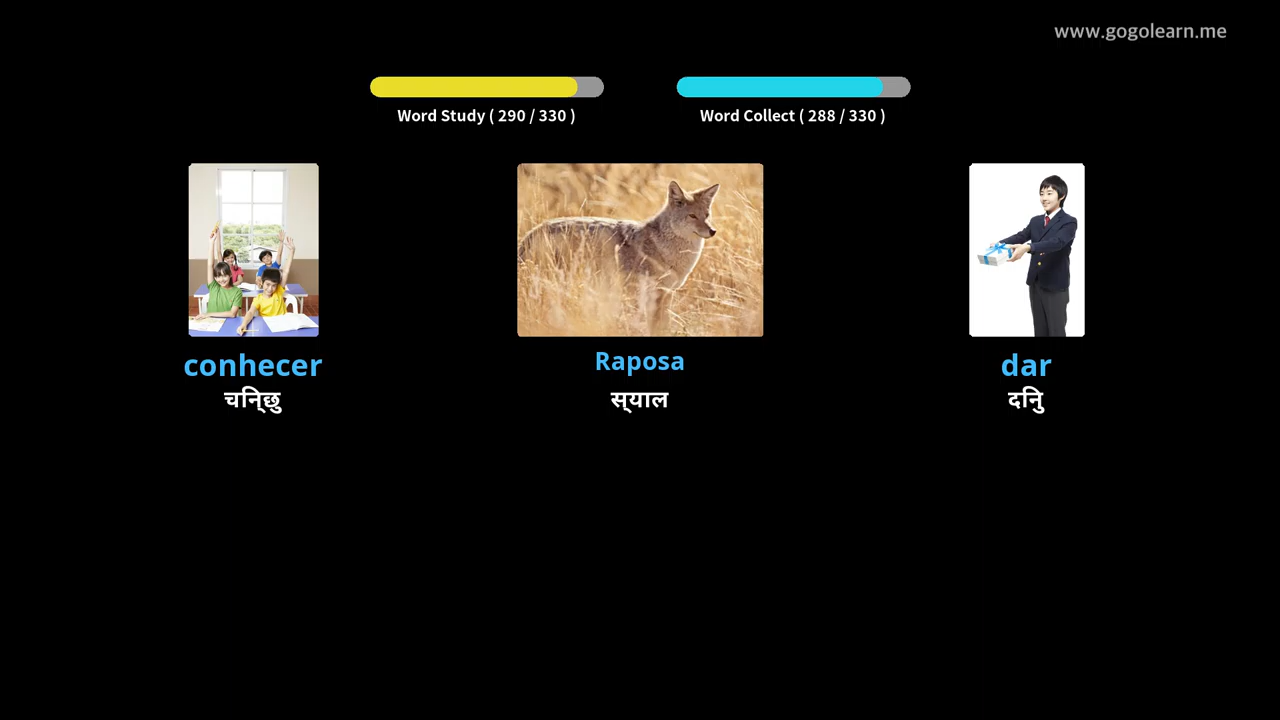 www.gogolearn.me
Word Study ( 290 / 330 )
Word Collect ( 288 / 330 )
conhecer
Raposa
dar
चिन्छु
स्याल
दिनु